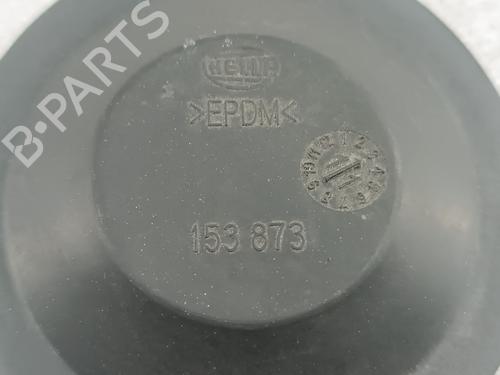 B-PARTS
HELLA
>EPDM<
153 873